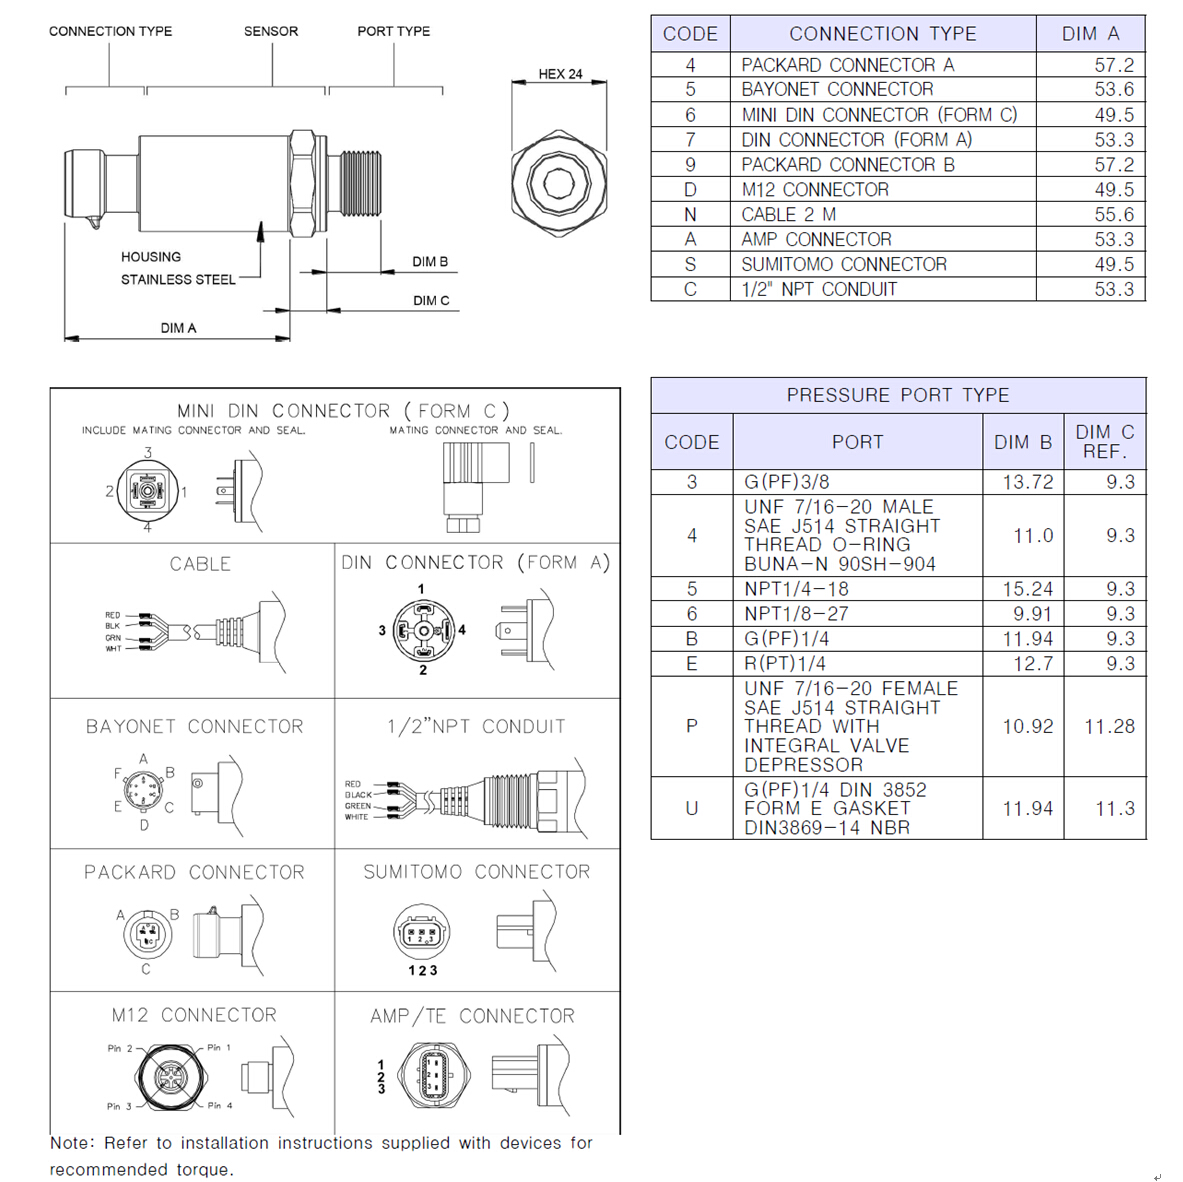 CONNECTION TYPE SENSOR PORT TYPE
HEX 24
HOUSING
STAINLESS STEEL
DIM B
DIM C
DIM A
CODE CONNECTION TYPE DIM A
4 PACKARD CONNECTOR A 57.2
5 BAYONET CONNECTOR 53.6
6 MINI DIN CONNECTOR (FORM C) 49.5
7 DIN CONNECTOR (FORM A) 53.3
9 PACKARD CONNECTOR B 57.2
D M12 CONNECTOR 49.5
N CABLE 2 M 55.6
A AMP CONNECTOR 53.3
S SUMITOMO CONNECTOR 49.5
C 1/2" NPT CONDUIT 53.3
MINI DIN CONNECTOR (FORM C)
INCLUDE MATING CONNECTOR AND SEAL. MATING CONNECTOR AND SEAL.
3
2 1
4
CABLE
RED
BLK
GRN
WHT
DIN CONNECTOR (FORM A)
1
3 4
2
BAYONET CONNECTOR
A
F B
E C
D
1/2”NPT CONDUIT
RED
BLACK
GREEN
WHITE
PACKARD CONNECTOR
A B
A B
C
C
SUMITOMO CONNECTOR
1 2 3
1 2 3
M12 CONNECTOR
Pin 2 Pin 1
Pin 3 Pin 4
AMP/TE CONNECTOR
1 1
2 2
3 3
Note: Refer to installation instructions supplied with devices for
recommended torque.
PRESSURE PORT TYPE
CODE PORT DIM B DIM C
REF.
3 G(PF)3/8 13.72 9.3
UNF 7/16-20 MALE
SAE J514 STRAIGHT
4 THREAD O-RING 11.0 9.3
BUNA-N 90SH-904
5 NPT1/4-18 15.24 9.3
6 NPT1/8-27 9.91 9.3
B G(PF)1/4 11.94 9.3
E R(PT)1/4 12.7 9.3
UNF 7/16-20 FEMALE
SAE J514 STRAIGHT
P THREAD WITH 10.92 11.28
INTEGRAL VALVE
DEPRESSOR
G(PF)1/4 DIN 3852
U FORM E GASKET 11.94 11.3
DIN3869-14 NBR